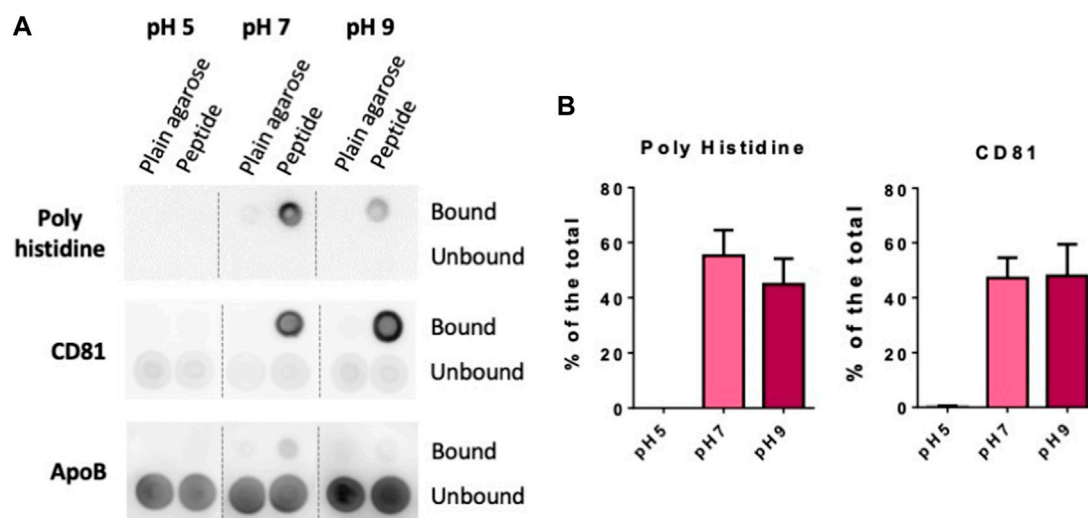 A
pH 5 pH 7 pH 9
Plain agarose Peptide Plain agarose Peptide Plain agarose Peptide
Poly
histidine
Bound
Unbound
CD81
Bound
Unbound
ApoB
Bound
Unbound
B
Poly Histidine
% of the total
80
60
40
20
0
pH5 pH7 pH9
CD81
% of the total
80
60
40
20
0
pH5 pH7 pH9